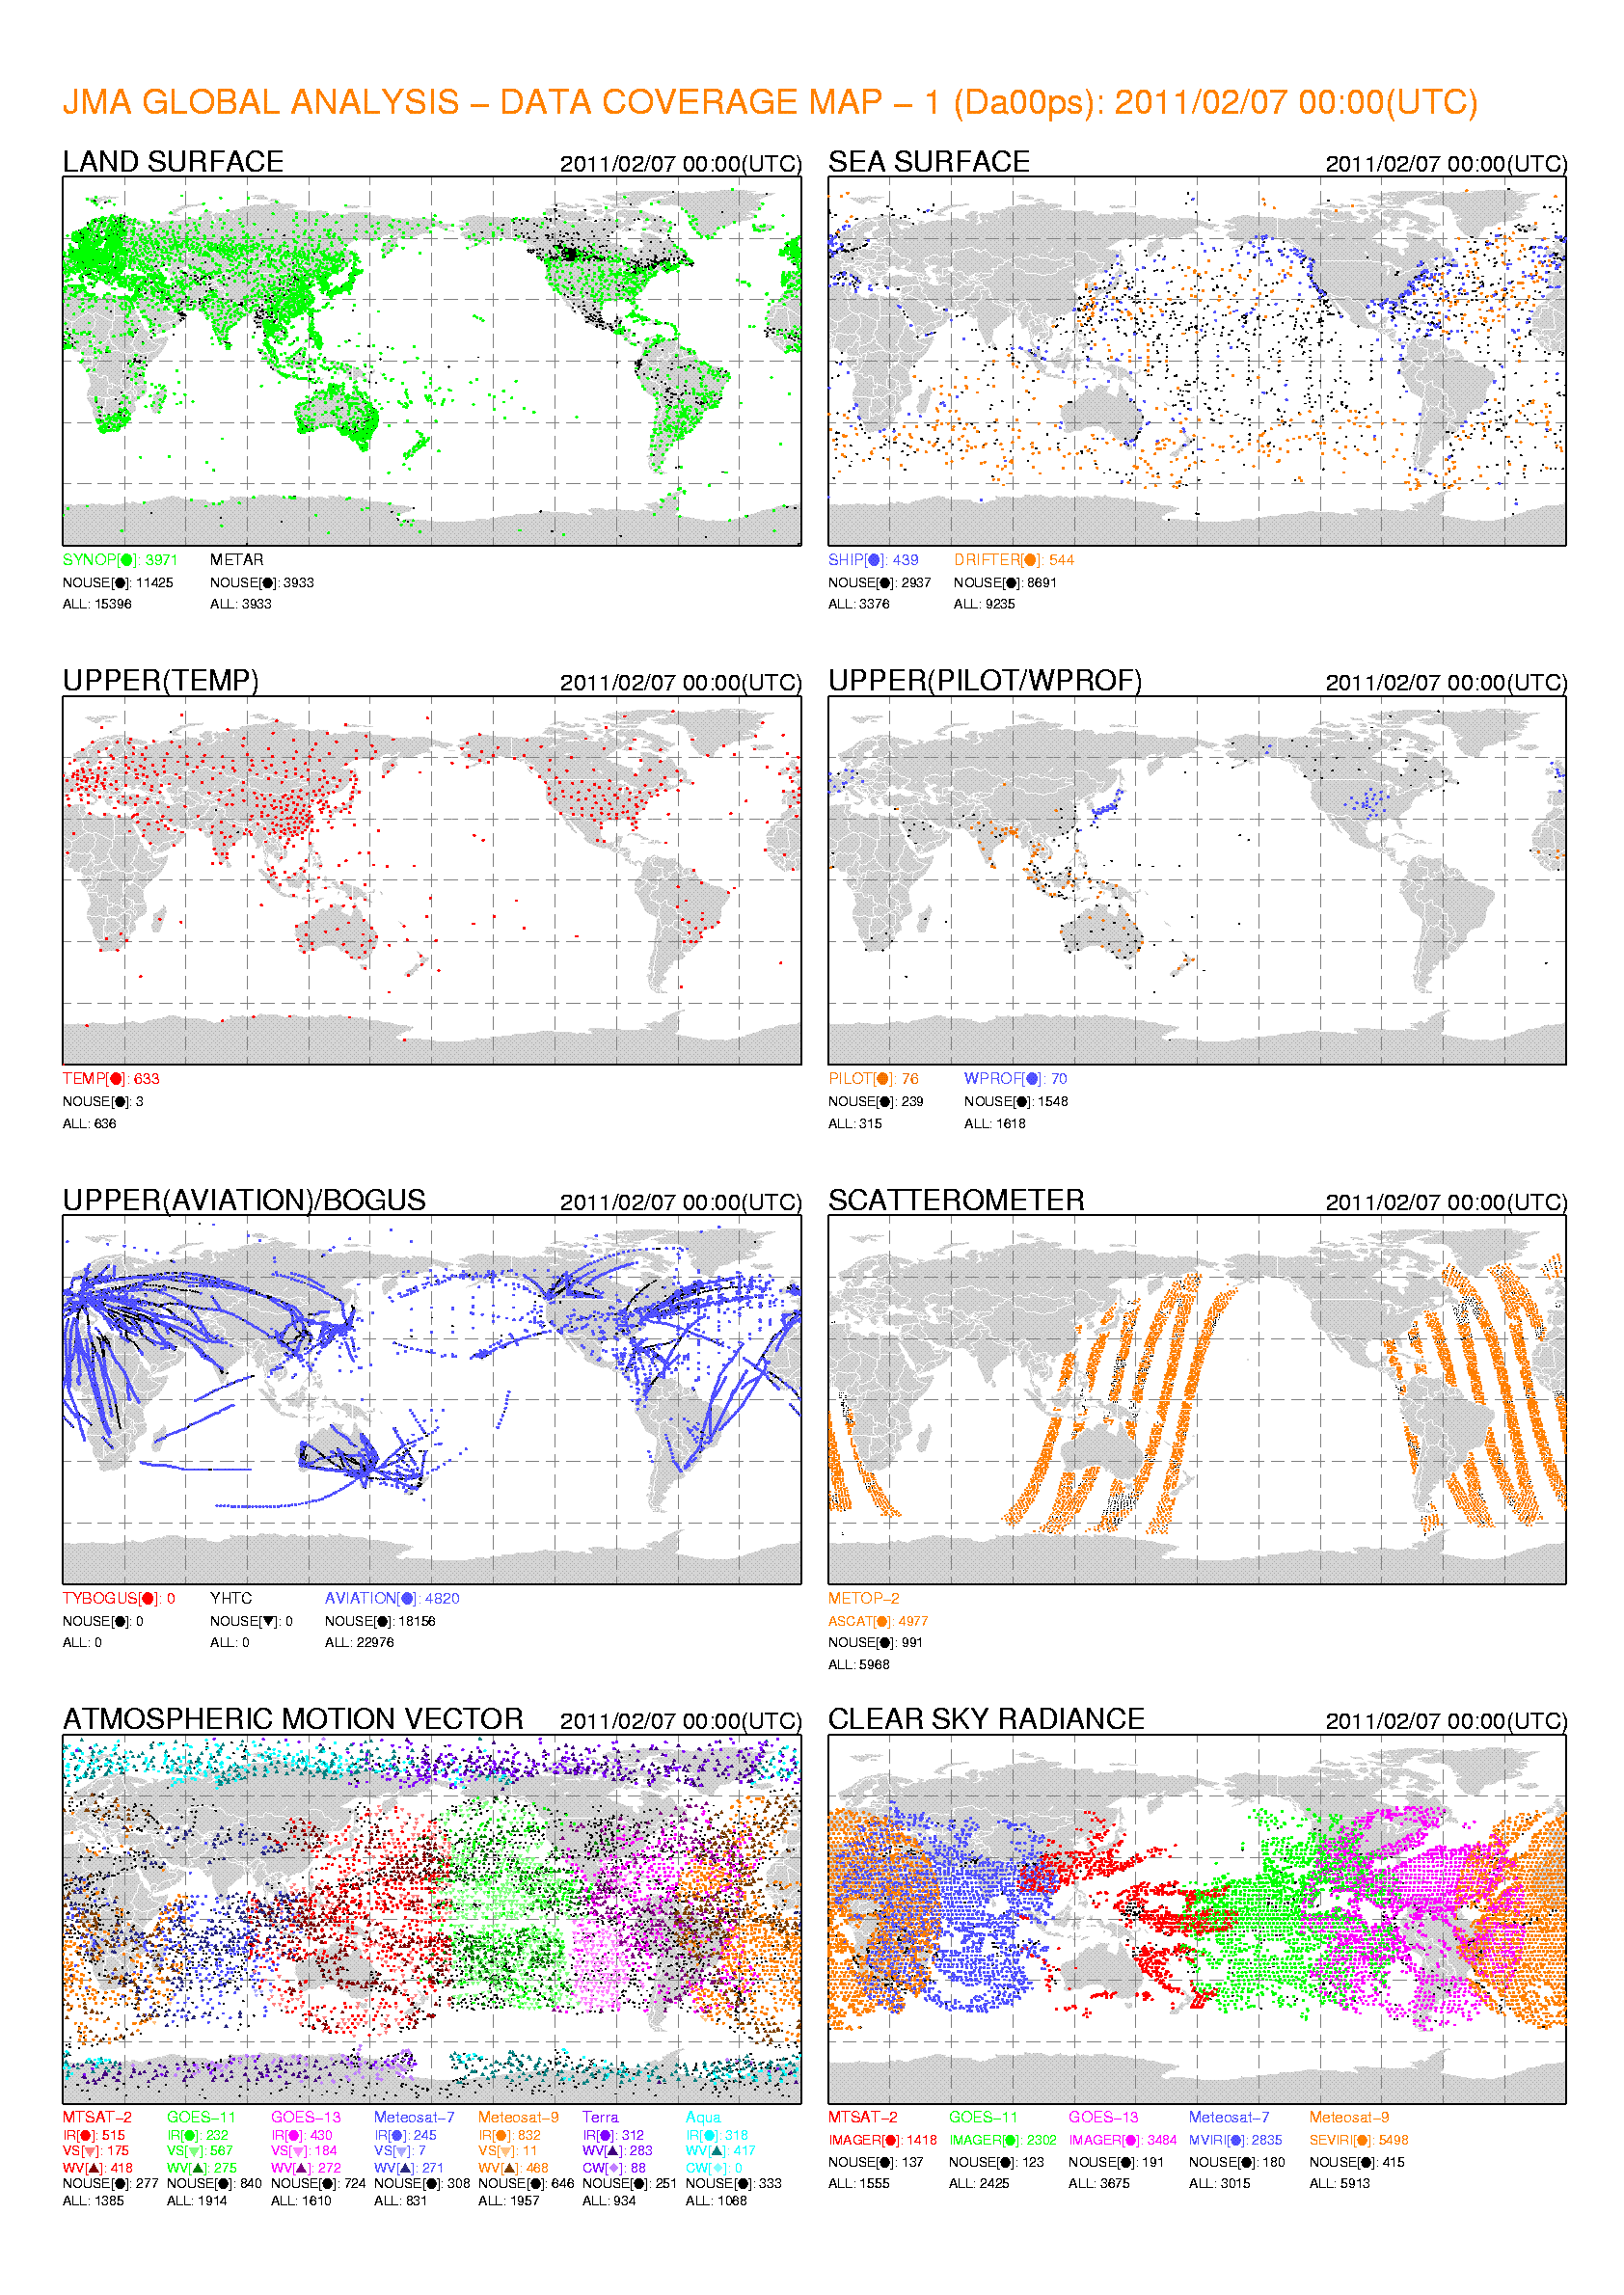 JMA GLOBAL ANALYSIS – DATA COVERAGE MAP – 1 (Da00ps): 2011/02/07 00:00(UTC)
LAND SURFACE 2011/02/07 00:00(UTC)
SYNOP[●]: 3971 METAR
NOUSE[●]: 11425 NOUSE[●]: 3933
ALL: 15396 ALL: 3933
SEA SURFACE 2011/02/07 00:00(UTC)
SHIP[●]: 439 DRIFTER[●]: 544
NOUSE[●]: 2937 NOUSE[●]: 8691
ALL: 3376 ALL: 9235
UPPER(TEMP) 2011/02/07 00:00(UTC)
TEMP[●]: 633
NOUSE[●]: 3
ALL: 636
UPPER(PILOT/WPROF) 2011/02/07 00:00(UTC)
PILOT[●]: 76 WPROF[●]: 70
NOUSE[●]: 239 NOUSE[●]: 1548
ALL: 315 ALL: 1618
UPPER(AVIATION)/BOGUS 2011/02/07 00:00(UTC)
TYBOGUS[●]: 0 YHTC AVIATION[●]: 4820
NOUSE[●]: 0 NOUSE[▼]: 0 NOUSE[●]: 18156
ALL: 0 ALL: 0 ALL: 22976
SCATTEROMETER 2011/02/07 00:00(UTC)
METOP–2
ASCAT[●]: 4977
NOUSE[●]: 991
ALL: 5968
ATMOSPHERIC MOTION VECTOR 2011/02/07 00:00(UTC)
MTSAT–2 GOES–11 GOES–13 Meteosat–7 Meteosat–9 Terra Aqua
IR[●]: 515 IR[●]: 232 IR[●]: 430 IR[●]: 245 IR[●]: 832 IR[●]: 312 IR[●]: 318
VS[▼]: 175 VS[▼]: 567 VS[▼]: 184 VS[▼]: 7 VS[▼]: 11 WV[▲]: 283 WV[▲]: 417
WV[▲]: 418 WV[▲]: 275 WV[▲]: 272 WV[▲]: 271 WV[▲]: 468 CW[◆]: 88 CW[◆]: 0
NOUSE[●]: 277 NOUSE[●]: 840 NOUSE[●]: 724 NOUSE[●]: 308 NOUSE[●]: 646 NOUSE[●]: 251 NOUSE[●]: 333
ALL: 1385 ALL: 1914 ALL: 1610 ALL: 831 ALL: 1957 ALL: 934 ALL: 1068
CLEAR SKY RADIANCE 2011/02/07 00:00(UTC)
MTSAT–2 GOES–11 GOES–13 Meteosat–7 Meteosat–9
IMAGER[●]: 1418 IMAGER[●]: 2302 IMAGER[●]: 3484 MVIRI[●]: 2835 SEVIRI[●]: 5498
NOUSE[●]: 137 NOUSE[●]: 123 NOUSE[●]: 191 NOUSE[●]: 180 NOUSE[●]: 415
ALL: 1555 ALL: 2425 ALL: 3675 ALL: 3015 ALL: 5913